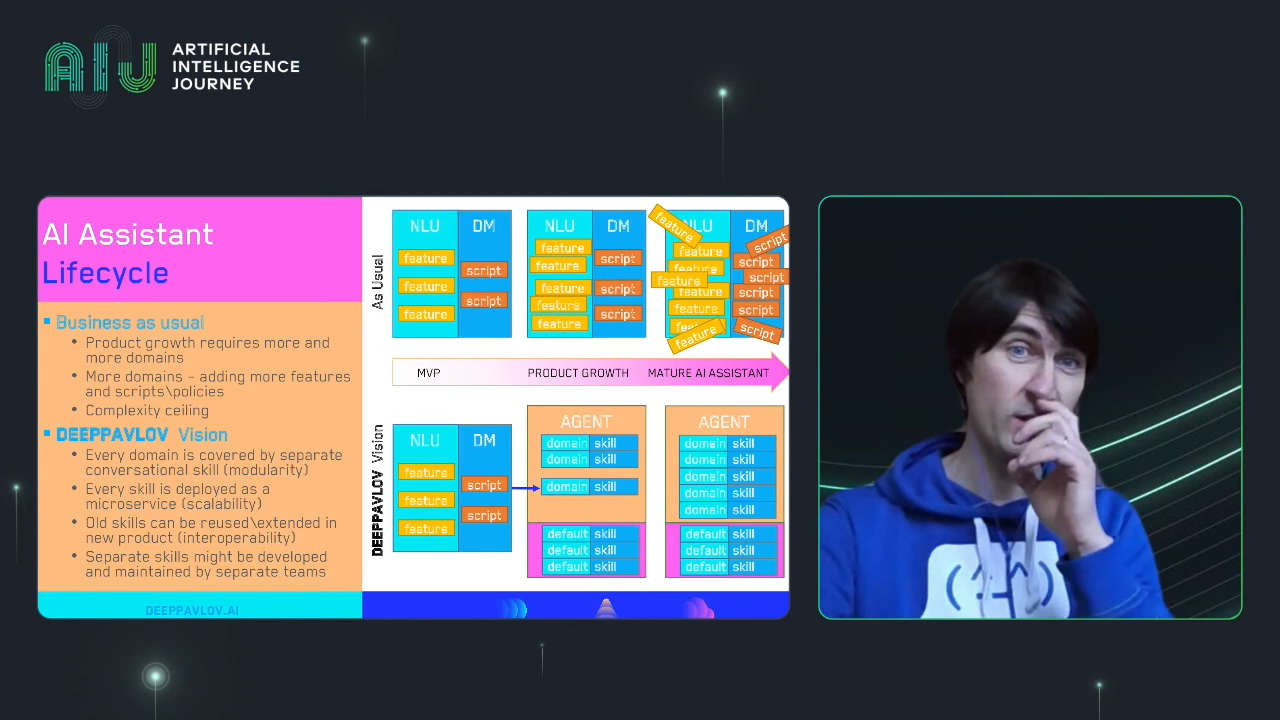 ARTIFICIAL
INTELLIGENCE
JOURNEY
AI Assistant
Lifecycle
Business as usual
Product growth requires more and
more domains
More domains – adding more features
and scripts\policies
Complexity ceiling
DEEPPAVLOV Vision
Every domain is covered by separate
conversational skill (modularity)
Every skill is deployed as a
microservice (scalability)
Old skills can be reused\extended in
new product (interoperability)
Separate skills might be developed
and maintained by separate teams
DEEPPAVLOV.AI
As Usual
NLU DM
feature
script
feature
script
feature
NLU DM
feature
feature
script
feature
script
feature
script
feature
NLU DM
feature
script
feature
script
feature
script
feature
feature
script
feature
script
feature
script
feature
MVP PRODUCT GROWTH MATURE AI ASSISTANT
DEEPPAVLOV Vision
NLU DM
feature
script
feature
script
feature
AGENT
domain skill
domain skill
domain skill
default skill
default skill
default skill
AGENT
domain skill
domain skill
domain skill
domain skill
domain skill
default skill
default skill
default skill